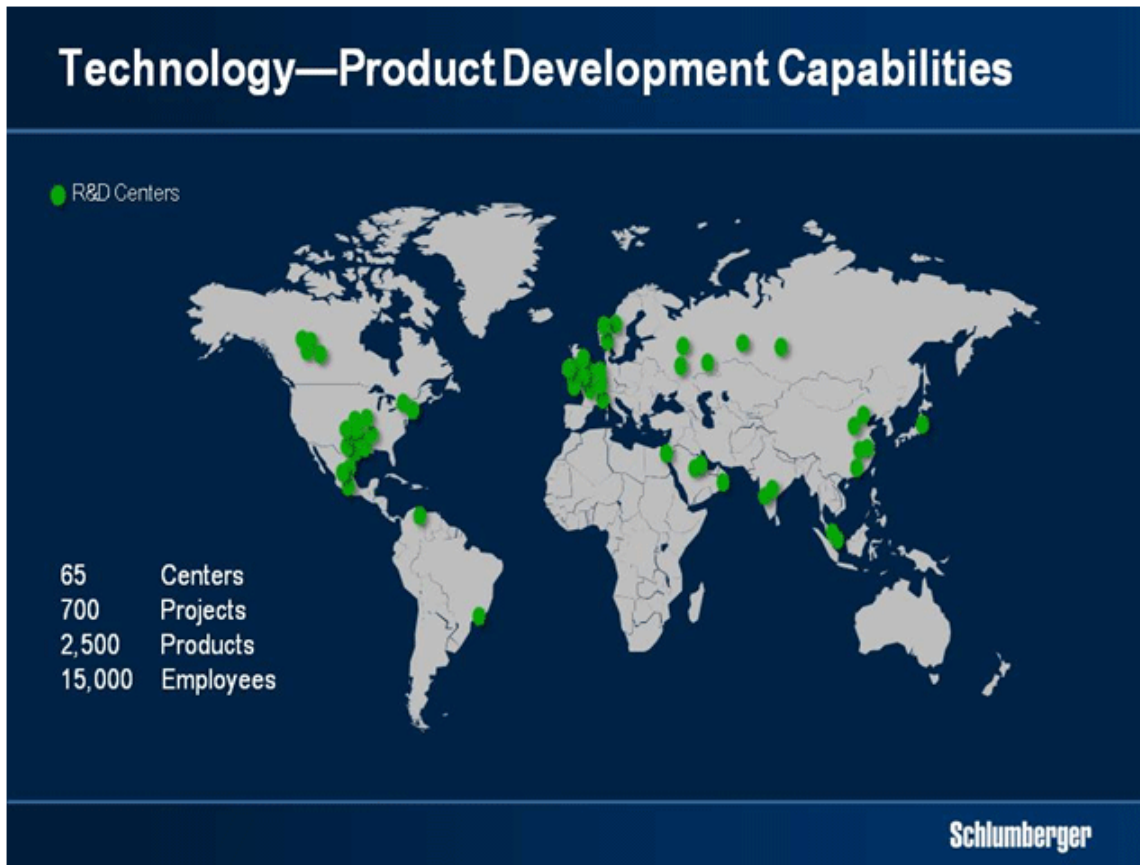 Technology—Product Development Capabilities
R&D Centers
65 Centers
700 Projects
2,500 Products
15,000 Employees
Schlumberger